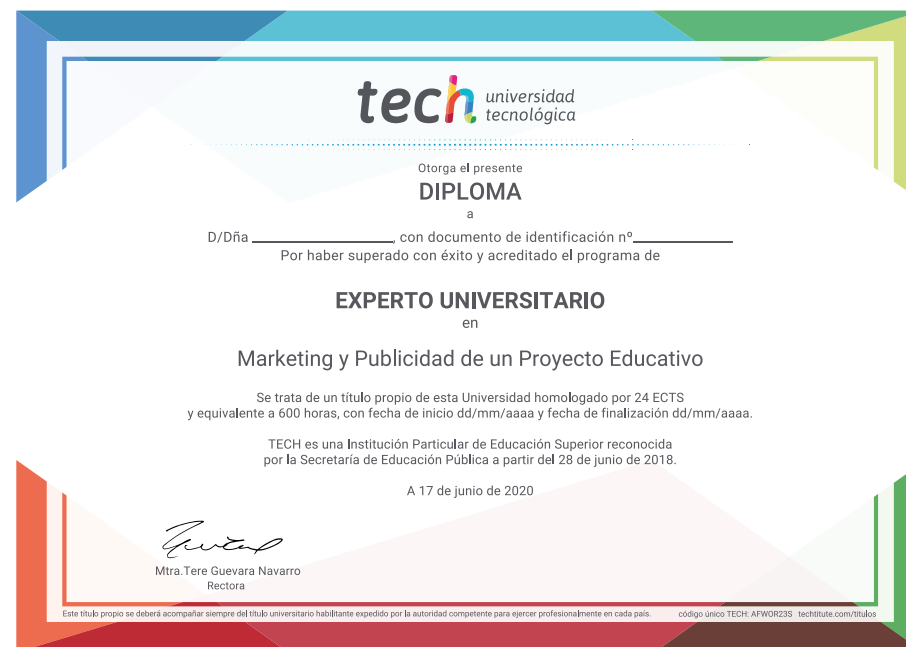 tech universidad
tecnológica
Otorga el presente
DIPLOMA
a
D/Dña ____________________, con documento de identificación nº______________
Por haber superado con éxito y acreditado el programa de
EXPERTO UNIVERSITARIO
en
Marketing y Publicidad de un Proyecto Educativo
Se trata de un título propio de esta Universidad homologado por 24 ECTS
y equivalente a 600 horas, con fecha de inicio dd/mm/aaaa y fecha de finalización dd/mm/aaaa.
TECH es una Institución Particular de Educación Superior reconocida
por la Secretaría de Educación Pública a partir del 28 de junio de 2018.
A 17 de junio de 2020
Mtra.Tere Guevara Navarro
Rectora
Este título propio se deberá acompañar siempre del título universitario habilitante expedido por la autoridad competente para ejercer profesionalmente en cada país. código único TECH: AFWOR23S techtitute.com/titulos